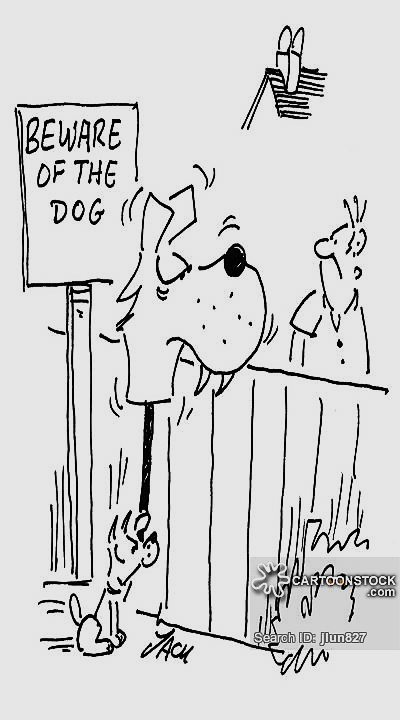 BEWARE
OF THE
DOG
CARTOONSTOCK
.com
Search ID: jlun827
JACK